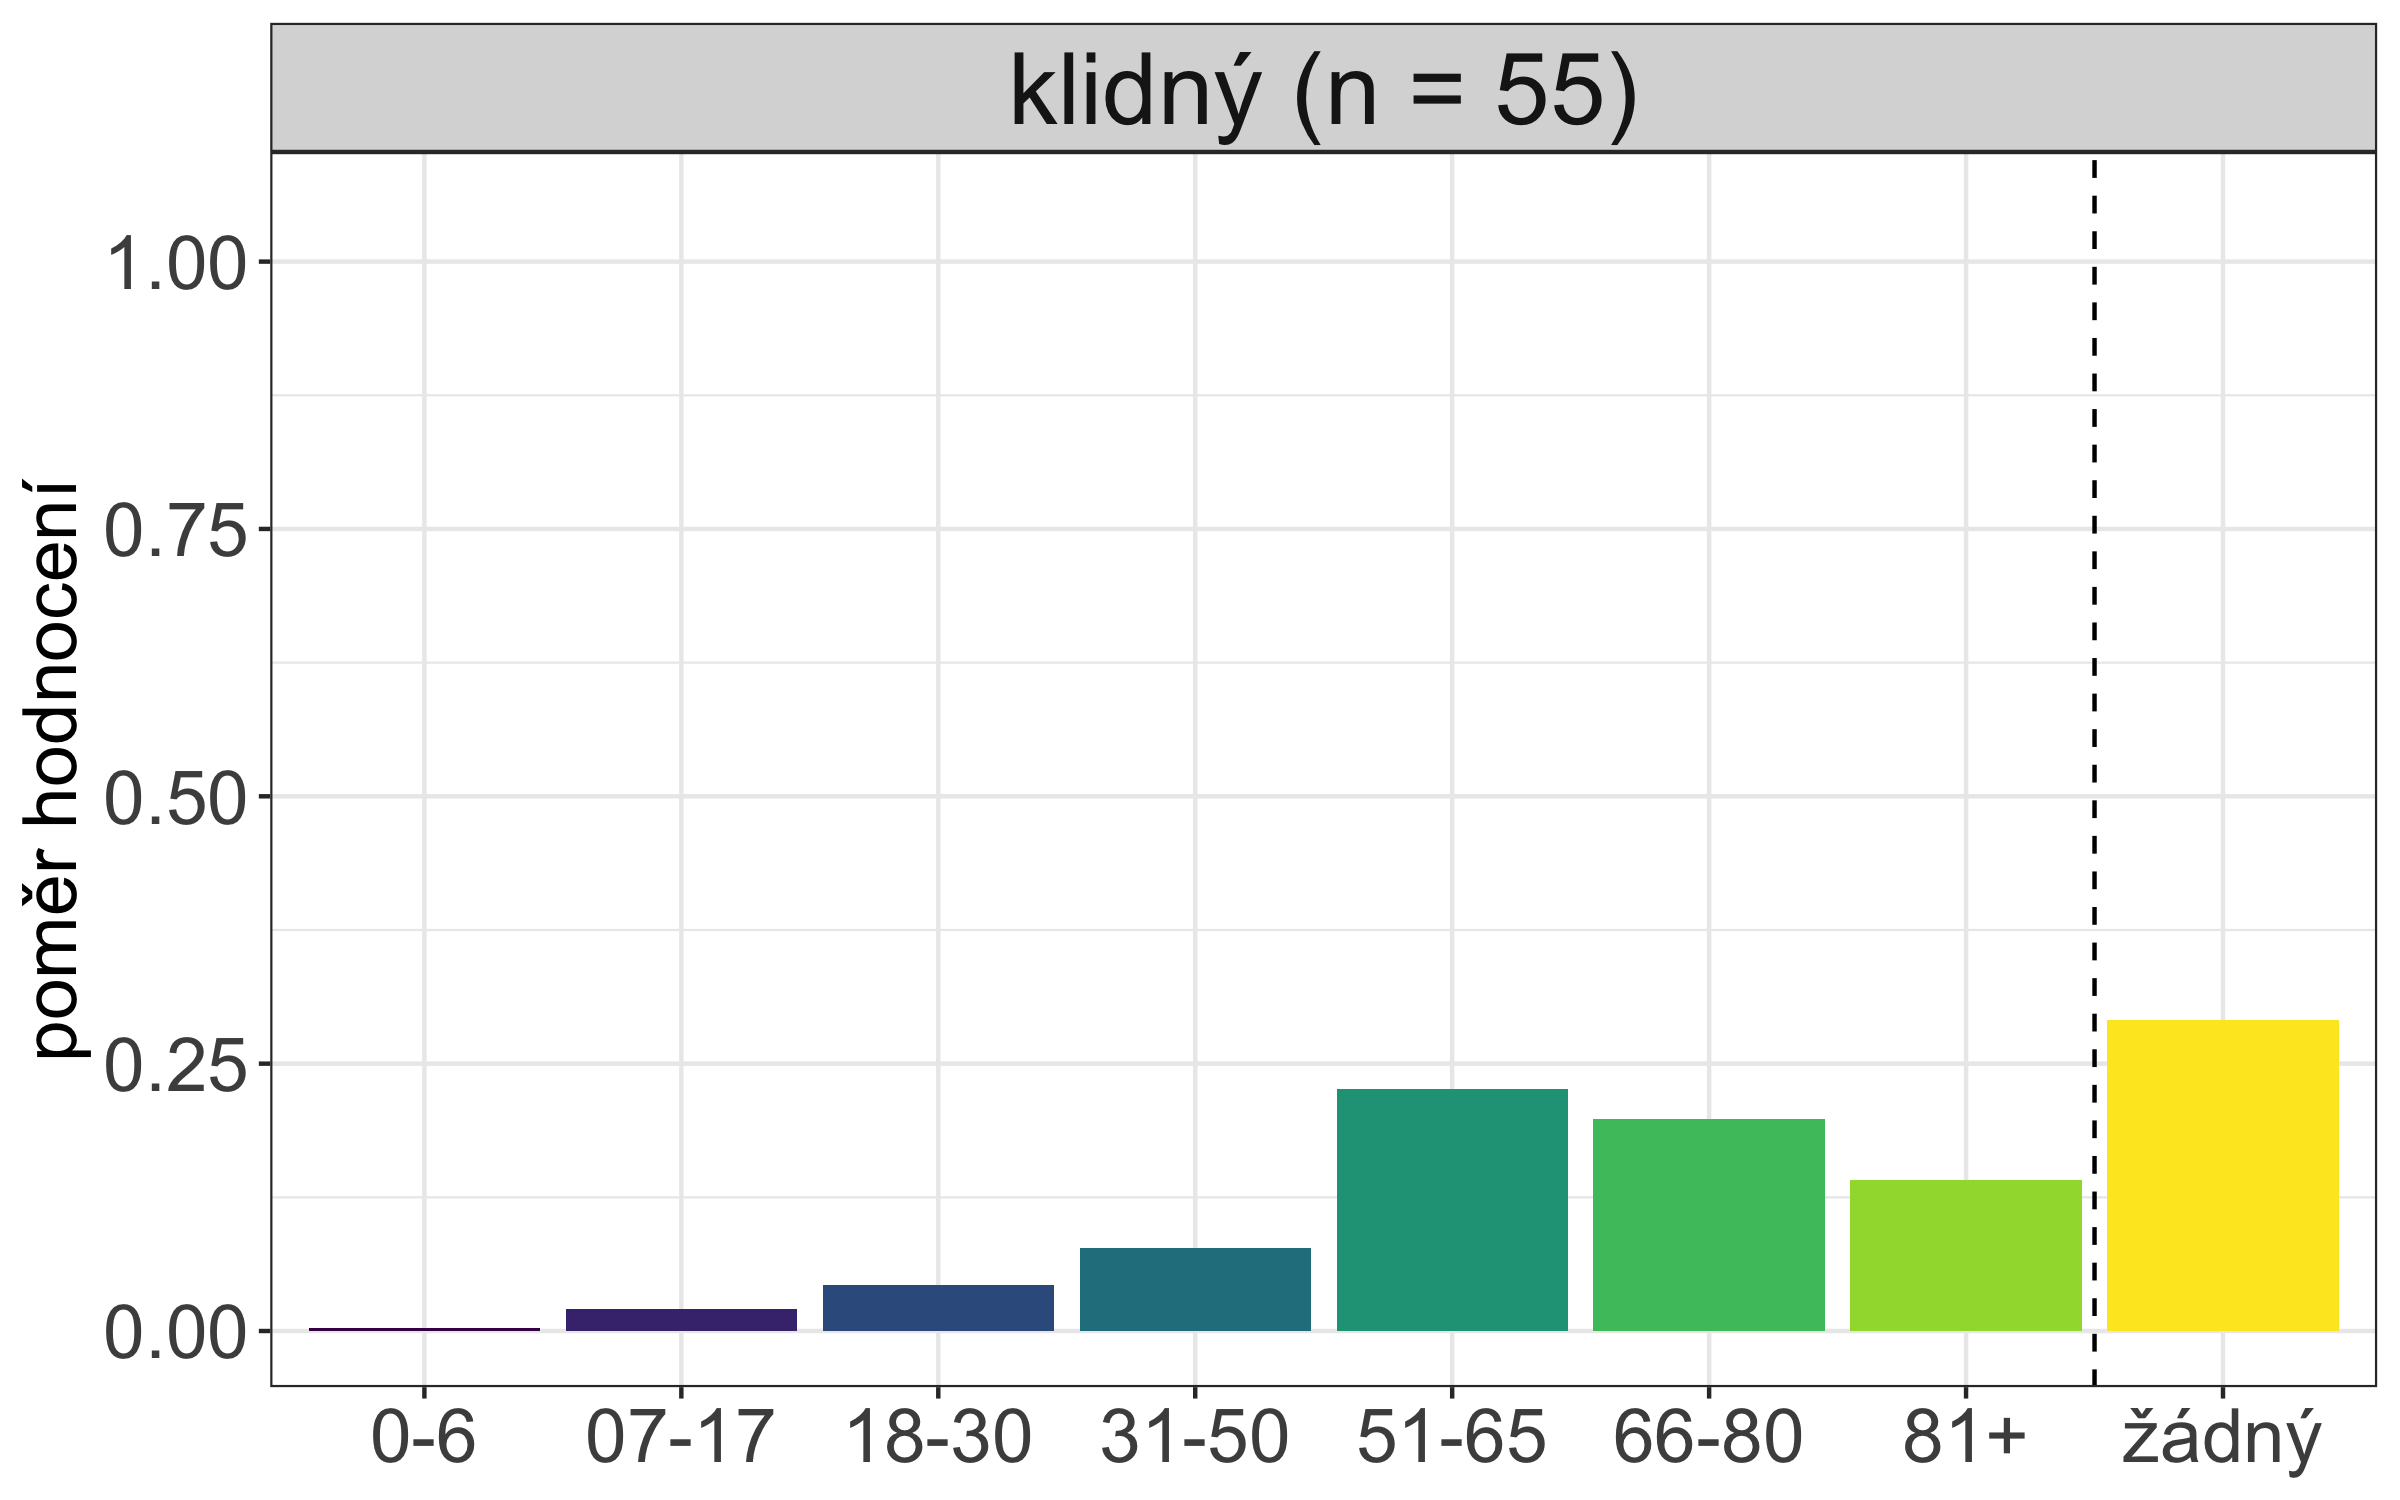 klidný (n = 55)
poměr hodnocení
1.00
0.75
0.50
0.25
0.00
0-6 07-17 18-30 31-50 51-65 66-80 81+ žádný